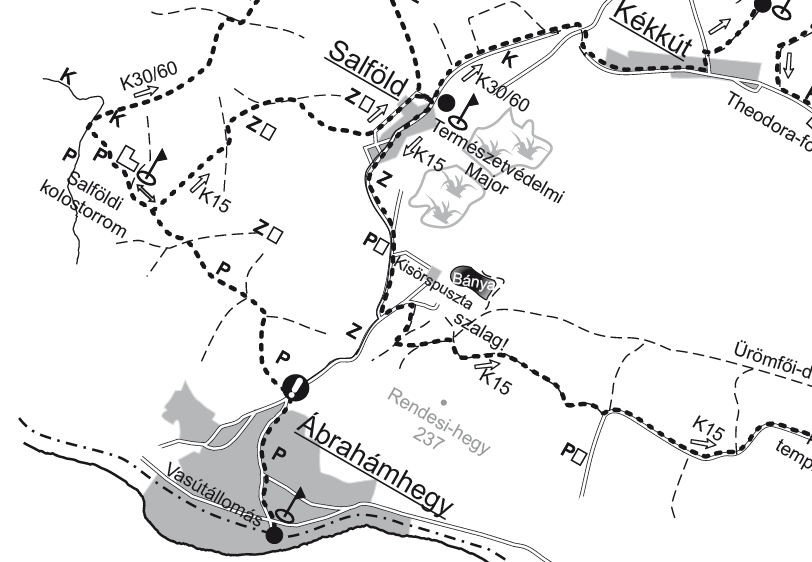 Kékkút
K
K30/60
K
K
K30/60
Salföld
Z
Z
Theodora-fo
Természetvédelmi
Major
K15
P
P
Salföldi
kolostorrom
K15
Z
Z
P
Kisörspuszta
Bánya
P
szalag!
Z
P
K15
Ürömfői-d
Rendesi-hegy
237
K15
temp
P
Ábrahámhegy
P
Vasútállomás